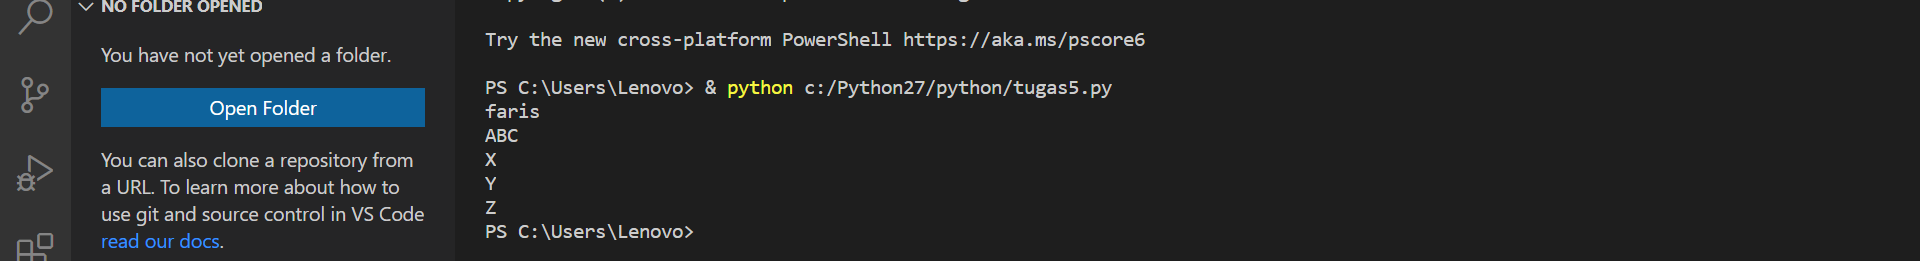 NO FOLDER OPENED
You have not yet opened a folder.
Open Folder
You can also clone a repository from
a URL. To learn more about how to
use git and source control in VS Code
read our docs.
Try the new cross-platform PowerShell https://aka.ms/pscore6
PS C:\Users\Lenovo> & python c:/Python27/python/tugas5.py
faris
ABC
X
Y
Z
PS C:\Users\Lenovo>